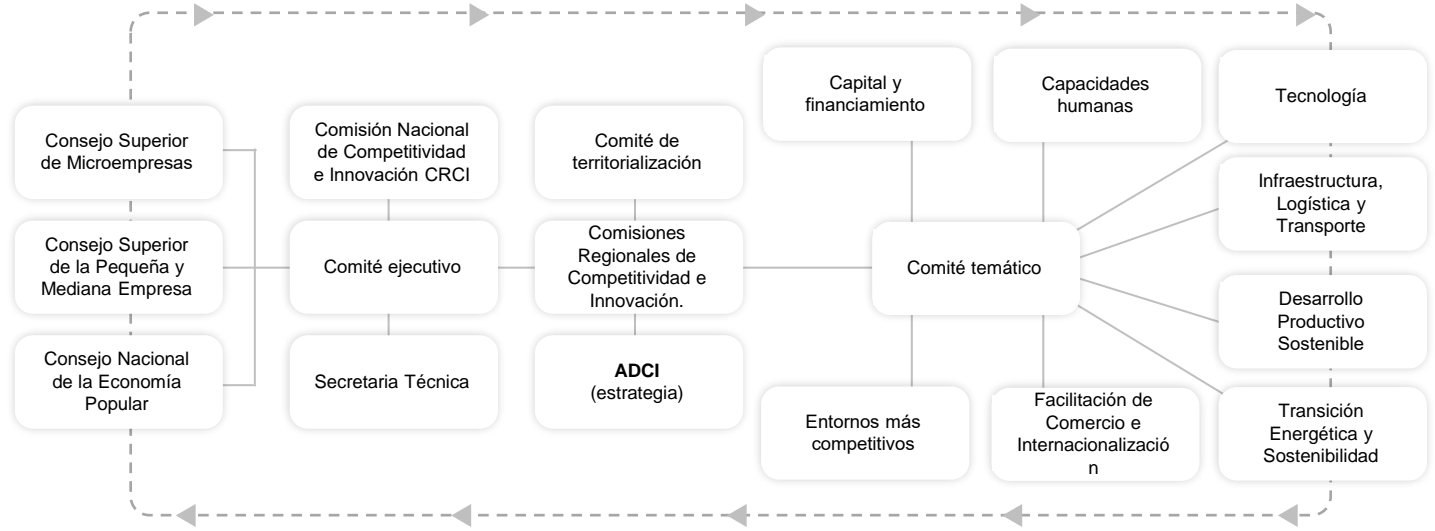 Consejo Superior
de Microempresas
Consejo Superior
de la Pequeña y
Mediana Empresa
Consejo Nacional
de la Economía
Popular
Comisión Nacional
de Competitividad
e Innovación CRCI
Comité ejecutivo
Secretaria Técnica
Comité de
territorialización
Comisiones
Regionales de
Competitividad e
Innovación.
ADCI
(estrategia)
Capital y
financiamiento
Capacidades
humanas
Tecnología
Infraestructura,
Logística y
Transporte
Comité temático
Desarrollo
Productivo
Sostenible
Entornos más
competitivos
Facilitación de
Comercio e
Internacionalizació
n
Transición
Energética y
Sostenibilidad